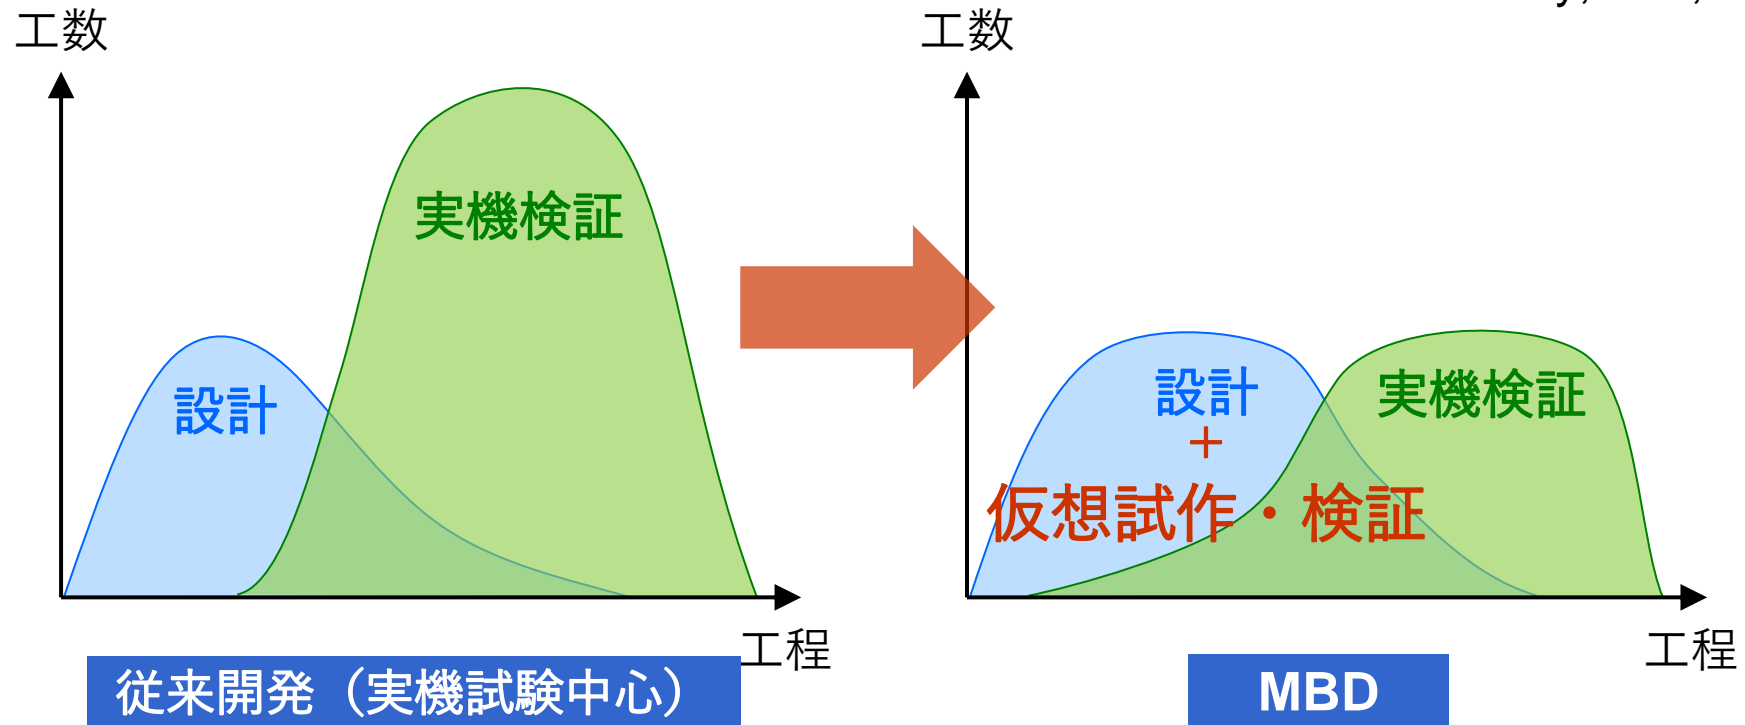 工数
実機検証
設計
工程
従来開発（実機試験中心）
工数
設計
+
仮想試作・検証
実機検証
工程
MBD